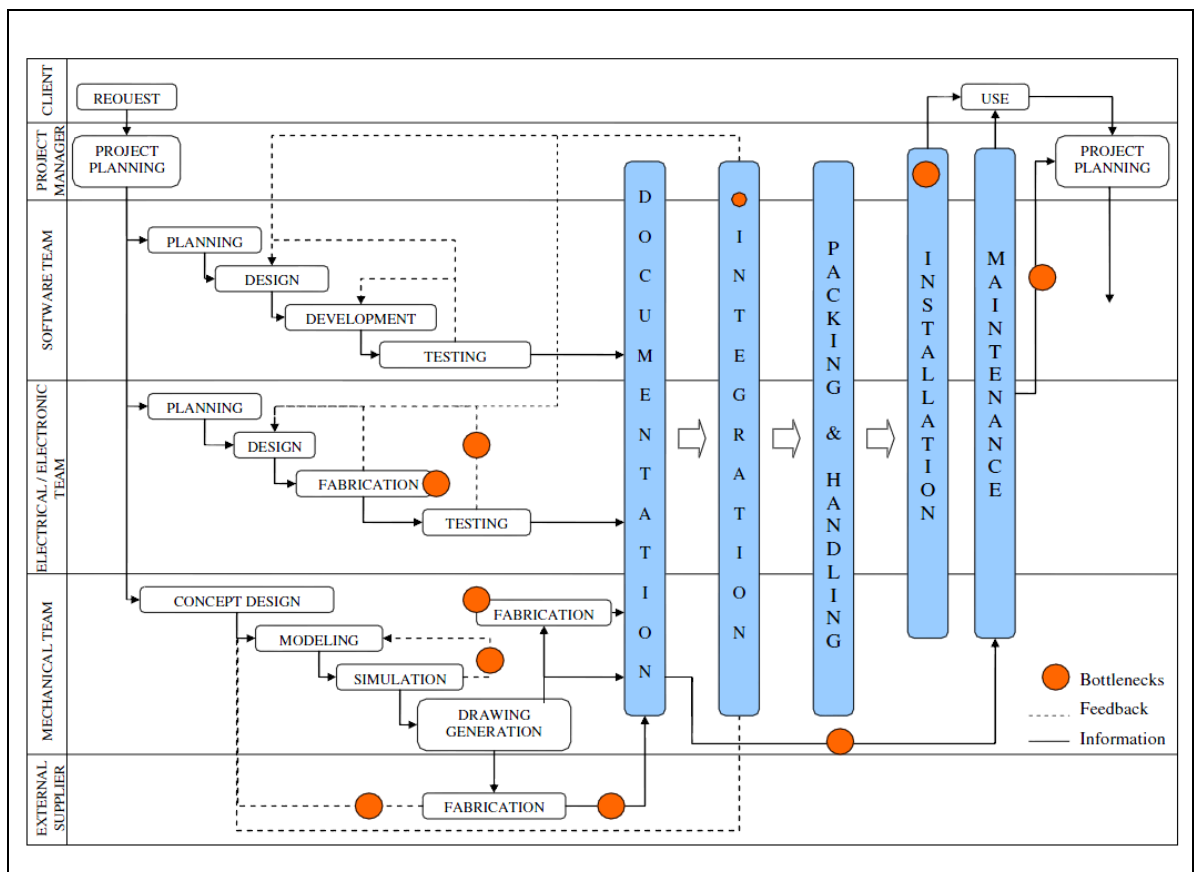 CLIENT
REQUEST
USE
PROJECT
MANAGER
PROJECT
PLANNING
PROJECT
PLANNING
SOFTWARE TEAM
PLANNING
DESIGN
DEVELOPMENT
TESTING
ELECTRICAL / ELECTRONIC
TEAM
PLANNING
DESIGN
FABRICATION
TESTING
MECHANICAL TEAM
CONCEPT DESIGN
FABRICATION
MODELING
SIMULATION
DRAWING
GENERATION
EXTERNAL
SUPPLIER
FABRICATION
DOCUMENTATION
INTEGRATION
PACKING & HANDLING
INSTALLATION
MAINTENANCE
Bottlenecks
Feedback
Information